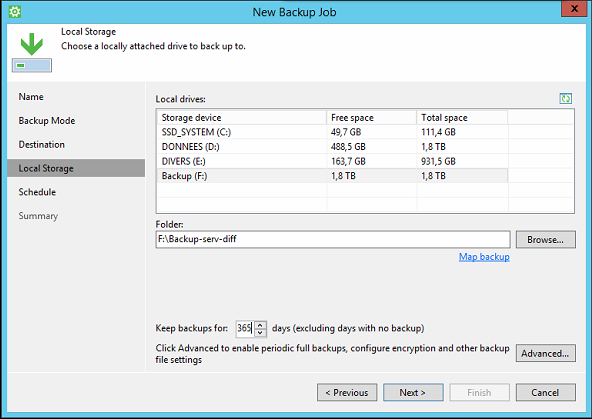 New Backup Job
X
Local Storage
Choose a locally attached drive to back up to.
Name
Backup Mode
Destination
Local Storage
Schedule
Summary
Local drives:
Storage device Free space Total space
SSD_SYSTEM (C:) 49,7 GB 111,4 GB
DONNEES (D:) 488,5 GB 1,8 TB
DIVERS (E:) 163,7 GB 931,5 GB
Backup (F:) 1,8 TB 1,8 TB
Folder:
F:\Backup-serv-diff Browse...
Map backup
Keep backups for: 365 days (excluding days with no backup)
Click Advanced to enable periodic full backups, configure encryption and other backup
file settings
Advanced...
< Previous Next > Finish Cancel